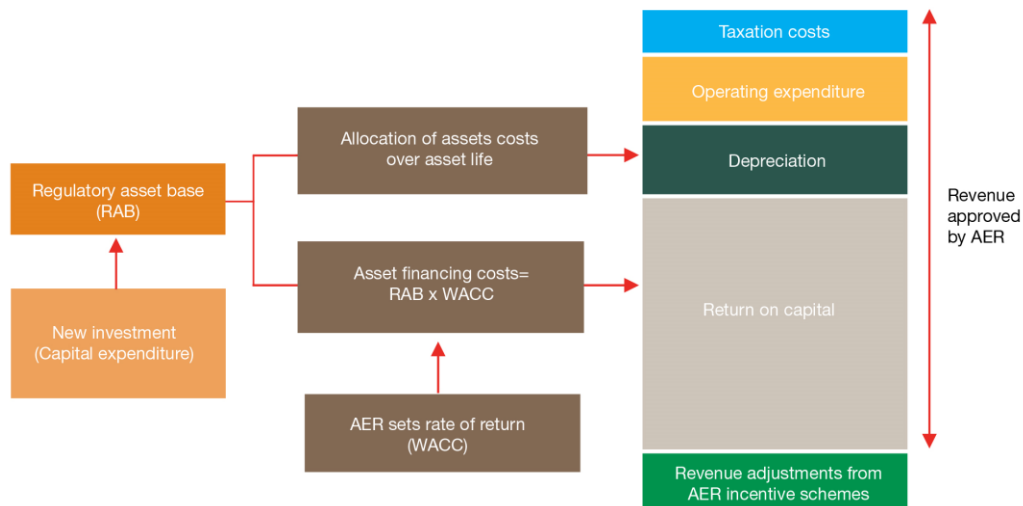 Taxation costs
Operating expenditure
Allocation of assets costs
over asset life
Depreciation
Regulatory asset base
(RAB)
Revenue
approved
by AER
Asset financing costs=
RAB x WACC
New investment
(Capital expenditure)
Return on capital
AER sets rate of return
(WACC)
Revenue adjustments from
AER incentive schemes